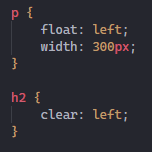 p {
    float: left;
    width: 300px;
}

h2 {
    clear: left;
}